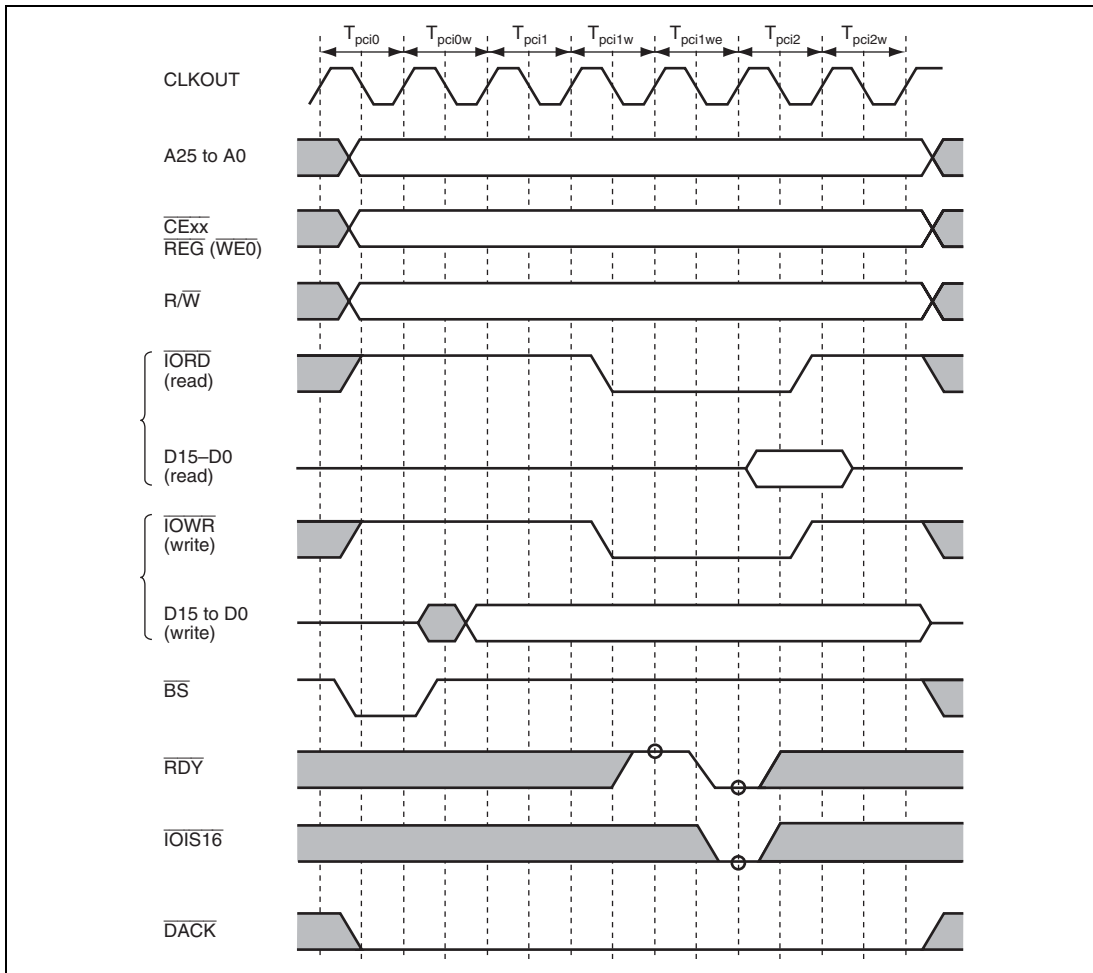 Tpci0 Tpci0w Tpci1 Tpci1w Tpci1we Tpci2 Tpci2w
CLKOUT
A25 to A0
CExx
REG (WE0)
R/W
IORD
(read)
D15–D0
(read)
IOWR
(write)
D15 to D0
(write)
BS
RDY
IOIS16
DACK